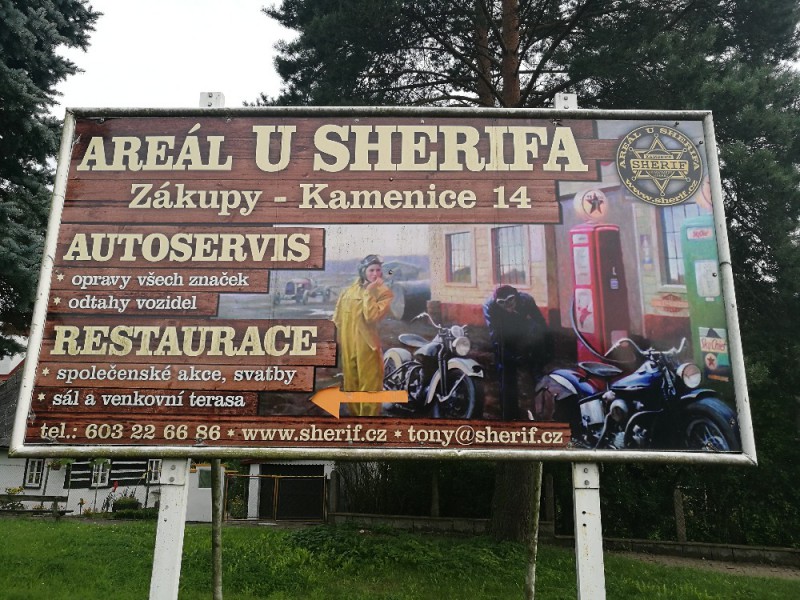 AREÁL U SHERIFA
Zákupy - Kamenice 14
AREÁL U SHERIFA
SHERIF
www.sherif.cz
AUTOSERVIS
* opravy všech značek
* odtahy vozidel
RESTAURACE
* společenské akce, svatby
* sál a venkovní terasa
tel.: 603 22 66 86 * www.sherif.cz * tony@sherif.cz